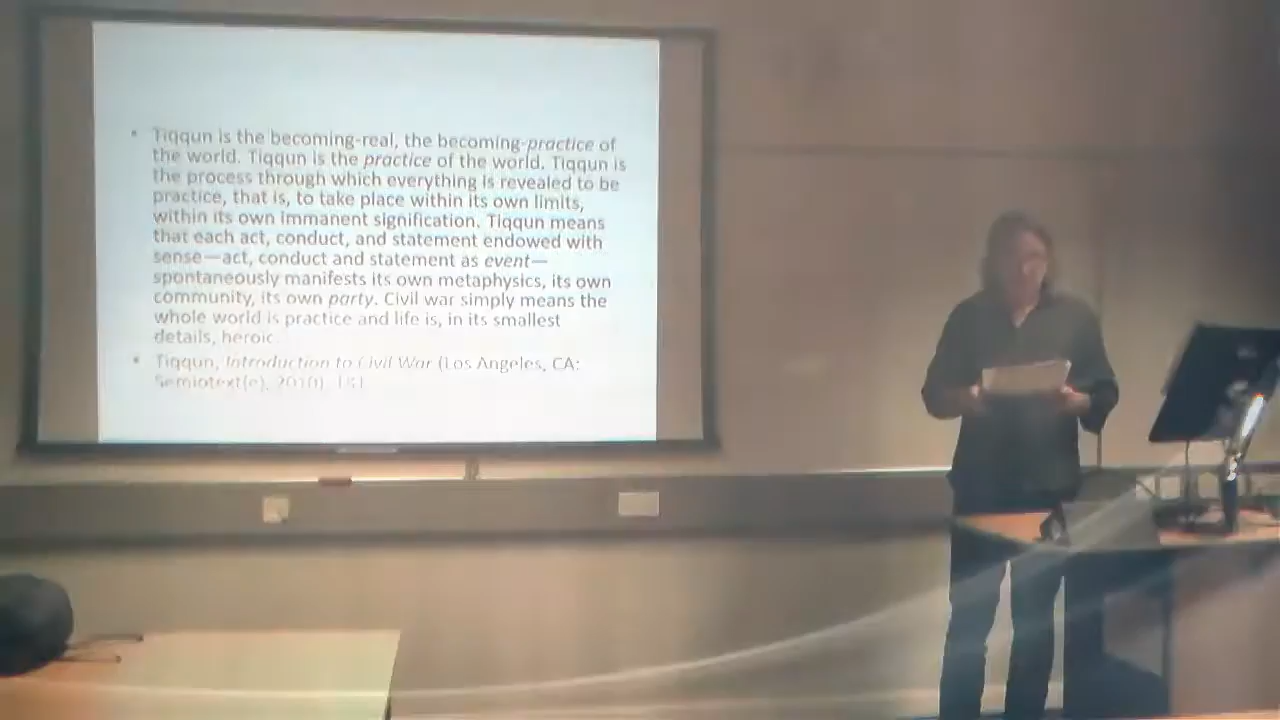 • Tiqqun is the becoming-real, the becoming-practice of
the world. Tiqqun is the practice of the world. Tiqqun is
the process through which everything is revealed to be
practice, that is, to take place within its own limits,
within its own immanent signification. Tiqqun means
that each act, conduct, and statement endowed with
sense—act, conduct and statement as event—
spontaneously manifests its own metaphysics, its own
community, its own party. Civil war simply means the
whole world is practice and life is, in its smallest
details, heroic
• Tiqqun, Introduction to Civil War (Los Angeles, CA:
Semiotext(e),